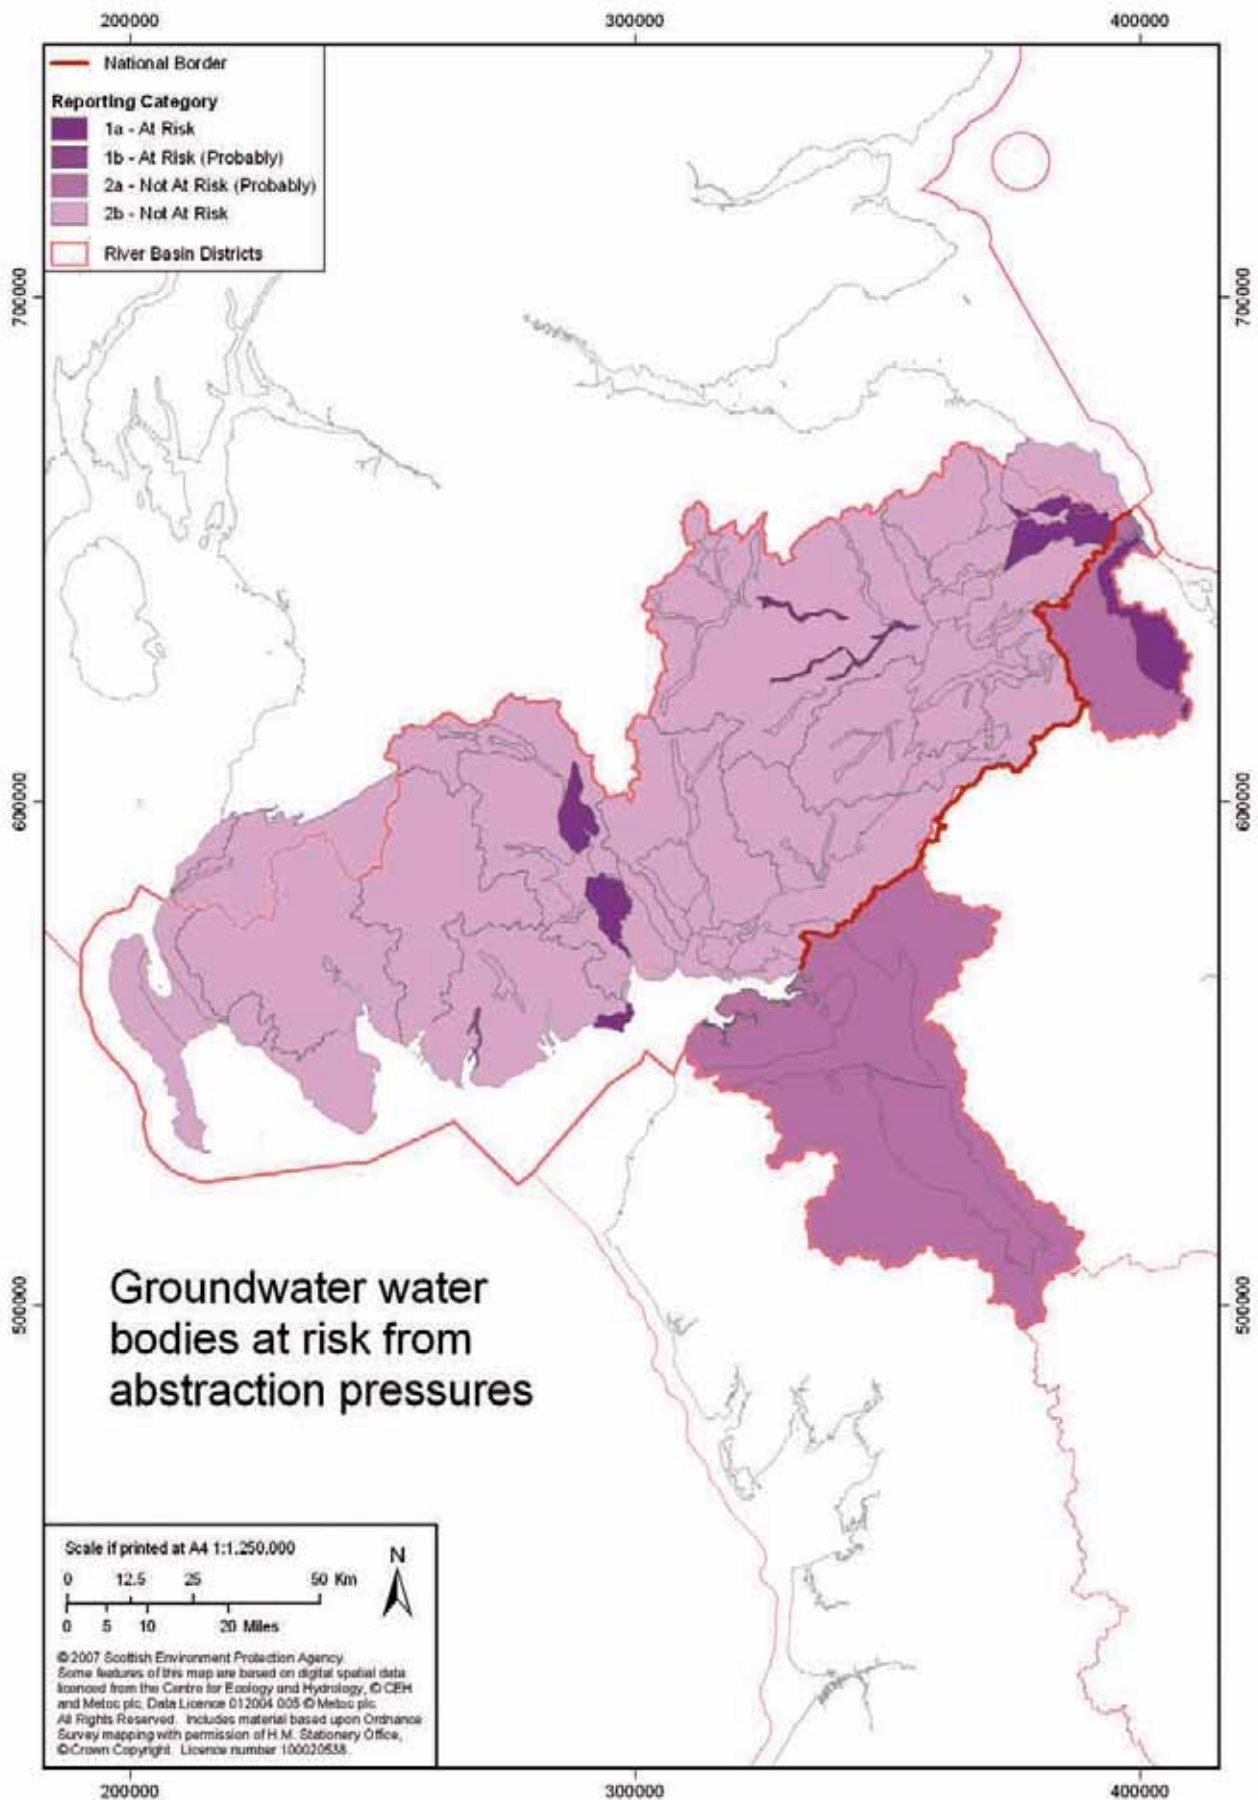 200000 300000 400000
National Border
Reporting Category
1a - At Risk
1b - At Risk (Probably)
2a - Not At Risk (Probably)
2b - Not At Risk
River Basin Districts
700000 700000
600000 600000
500000 500000
Groundwater water
bodies at risk from
abstraction pressures
Scale if printed at A4 1:1,250,000
N
0 12.5 25 50 Km
0 5 10 20 Miles
© 2007 Scottish Environment Protection Agency.
Some features of this map are based on digital spatial data
licenced from the Centre for Ecology and Hydrology, © CEH
and Metoc plc, Data Licence 012004.005 © Metoc plc.
All Rights Reserved. Includes material based upon Ordnance
Survey mapping with permission of H.M. Stationery Office,
© Crown Copyright. Licence number 100020538.
200000 300000 400000